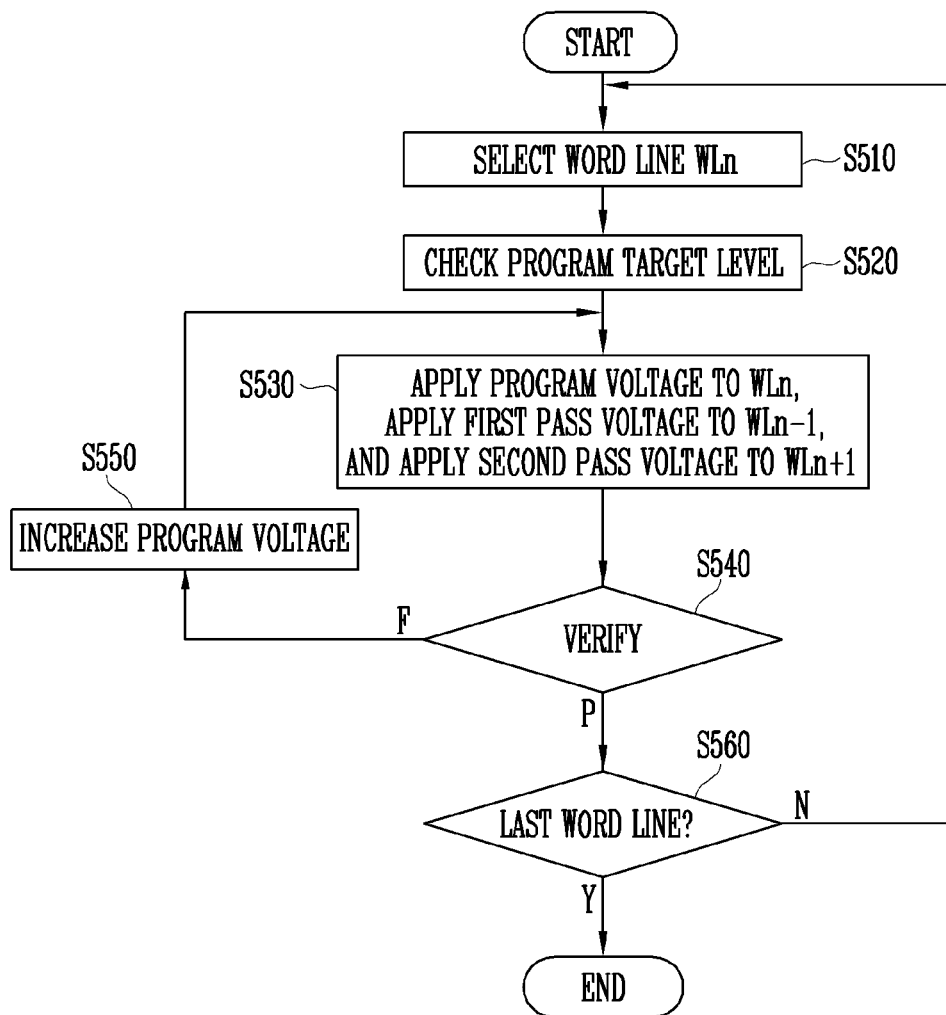 START
SELECT WORD LINE WLn
S510
CHECK PROGRAM TARGET LEVEL
S520
S530
APPLY PROGRAM VOLTAGE TO WLn,
APPLY FIRST PASS VOLTAGE TO WLn-1,
AND APPLY SECOND PASS VOLTAGE TO WLn+1
S550
INCREASE PROGRAM VOLTAGE
S540
F
VERIFY
P
S560
LAST WORD LINE?
N
Y
END